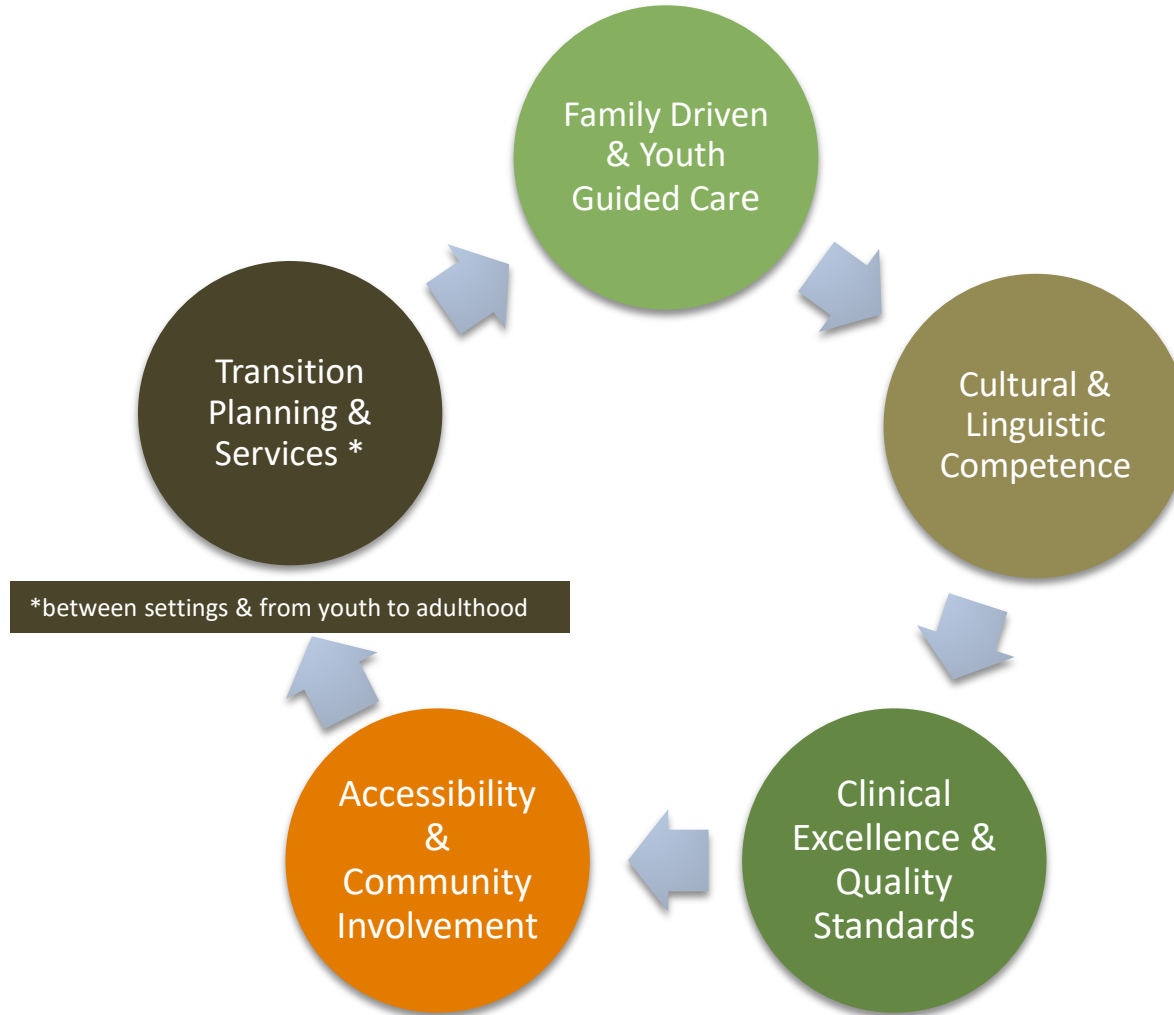 Family Driven
& Youth
Guided Care
Cultural &
Linguistic
Competence
Clinical
Excellence &
Quality
Standards
Accessibility
&
Community
Involvement
Transition
Planning &
Services *
*between settings & from youth to adulthood